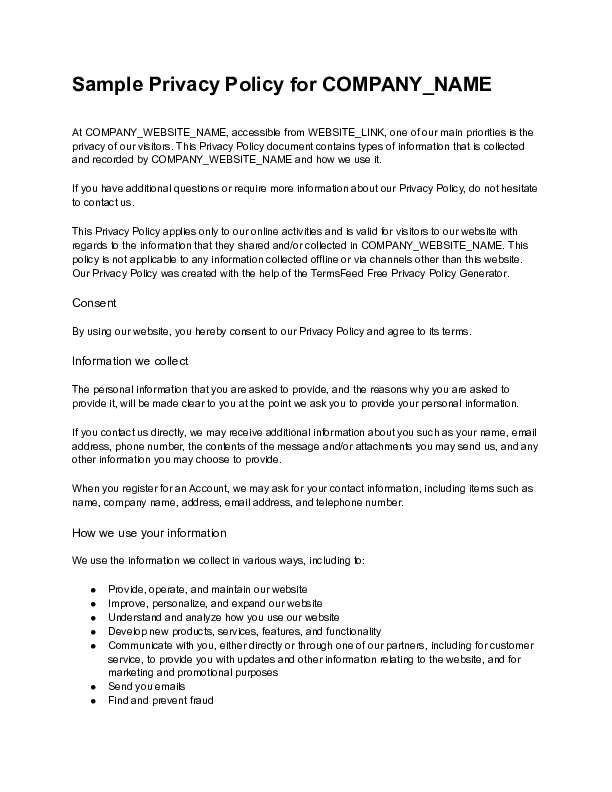 Sample Privacy Policy for COMPANY_NAME
At COMPANY_WEBSITE_NAME, accessible from WEBSITE_LINK, one of our main priorities is the
privacy of our visitors. This Privacy Policy document contains types of information that is collected
and recorded by COMPANY_WEBSITE_NAME and how we use it.
If you have additional questions or require more information about our Privacy Policy, do not hesitate
to contact us.
This Privacy Policy applies only to our online activities and is valid for visitors to our website with
regards to the information that they shared and/or collected in COMPANY_WEBSITE_NAME. This
policy is not applicable to any information collected offline or via channels other than this website.
Our Privacy Policy was created with the help of the TermsFeed Free Privacy Policy Generator.
Consent
By using our website, you hereby consent to our Privacy Policy and agree to its terms.
Information we collect
The personal information that you are asked to provide, and the reasons why you are asked to
provide it, will be made clear to you at the point we ask you to provide your personal information.
If you contact us directly, we may receive additional information about you such as your name, email
address, phone number, the contents of the message and/or attachments you may send us, and any
other information you may choose to provide.
When you register for an Account, we may ask for your contact information, including items such as
name, company name, address, email address, and telephone number.
How we use your information
We use the information we collect in various ways, including to:
● Provide, operate, and maintain our website
● Improve, personalize, and expand our website
● Understand and analyze how you use our website
● Develop new products, services, features, and functionality
● Communicate with you, either directly or through one of our partners, including for customer
service, to provide you with updates and other information relating to the website, and for
marketing and promotional purposes
● Send you emails
● Find and prevent fraud